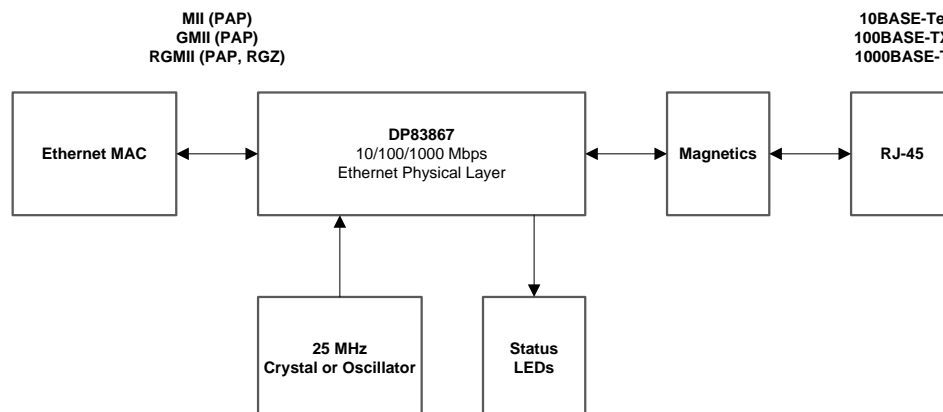 MII (PAP)
GMII (PAP)
RGMII (PAP, RGZ)
10BASE-Te
100BASE-TX
1000BASE-T
Ethernet MAC
DP83867
10/100/1000 Mbps
Ethernet Physical Layer
Magnetics
RJ-45
25 MHz
Crystal or Oscillator
Status
LEDs